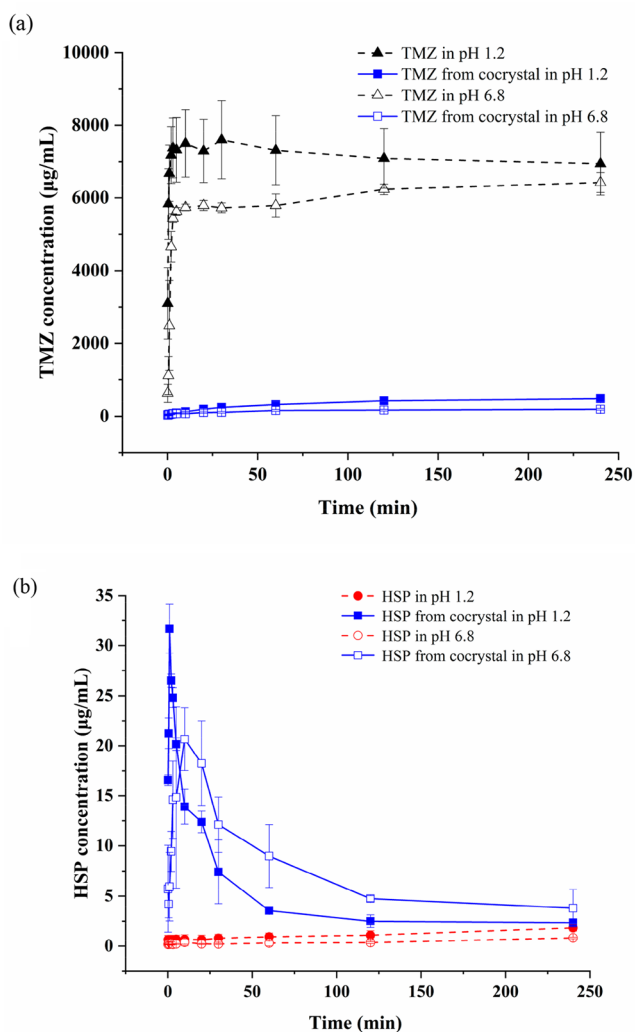 (a)
10000
8000
6000
4000
2000
0
TMZ concentration (µg/mL)
TMZ in pH 1.2
TMZ from cocrystal in pH 1.2
TMZ in pH 6.8
TMZ from cocrystal in pH 6.8
0 50 100 150 200 250
Time (min)
(b)
35
30
25
20
15
10
5
0
HSP concentration (µg/mL)
HSP in pH 1.2
HSP from cocrystal in pH 1.2
HSP in pH 6.8
HSP from cocrystal in pH 6.8
0 50 100 150 200 250
Time (min)